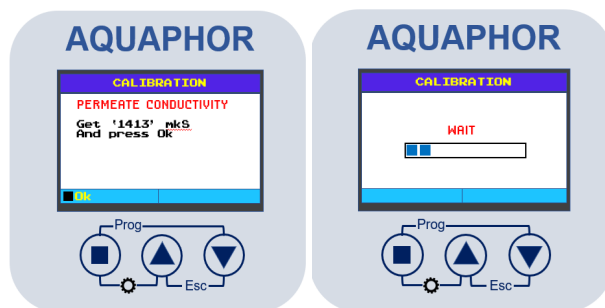 AQUAPHOR
CALIBRATION
PERMEATE CONDUCTIVITY
Get '1413' mkS
And press Ok
Ok
Prog
Esc
AQUAPHOR
CALIBRATION
WAIT
Prog
Esc